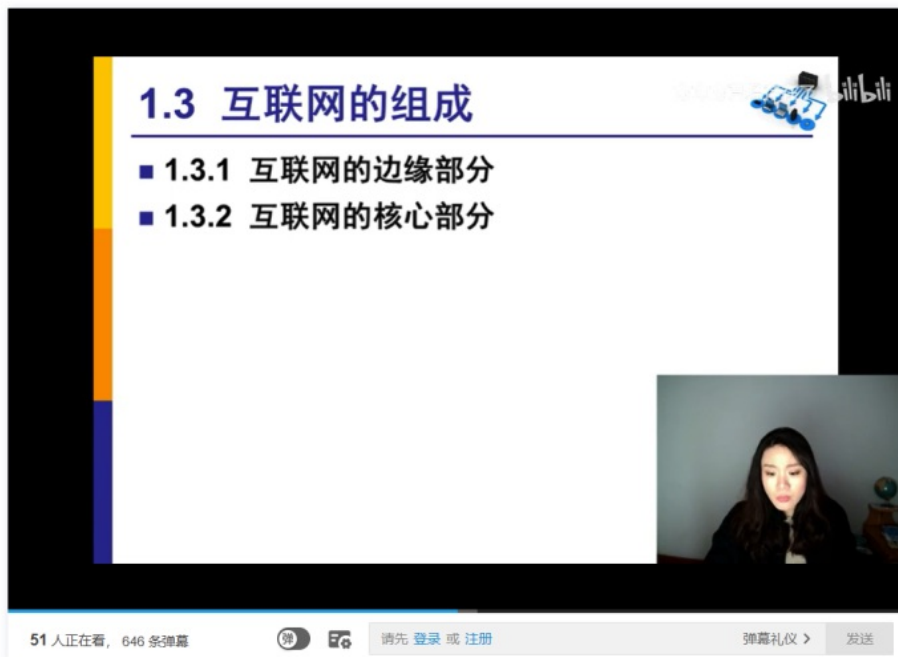 1.3 互联网的组成
bilibili
1.3.1 互联网的边缘部分
1.3.2 互联网的核心部分
51 人正在看, 646 条弹幕
弹
请先 登录 或 注册
弹幕礼仪 >
发送